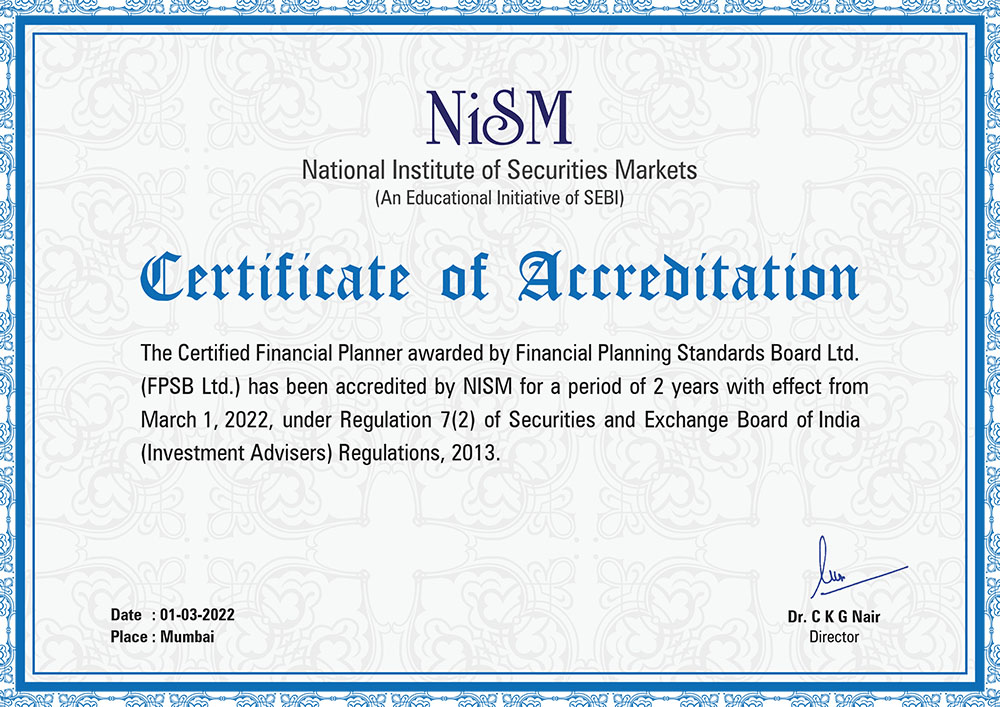 NiSM
National Institute of Securities Markets
(An Educational Initiative of SEBI)
Certificate of Accreditation
The Certified Financial Planner awarded by Financial Planning Standards Board Ltd.
(FPSB Ltd.) has been accredited by NISM for a period of 2 years with effect from
March 1, 2022, under Regulation 7(2) of Securities and Exchange Board of India
(Investment Advisers) Regulations, 2013.
Date : 01-03-2022
Place : Mumbai
Dr. C K G Nair
Director